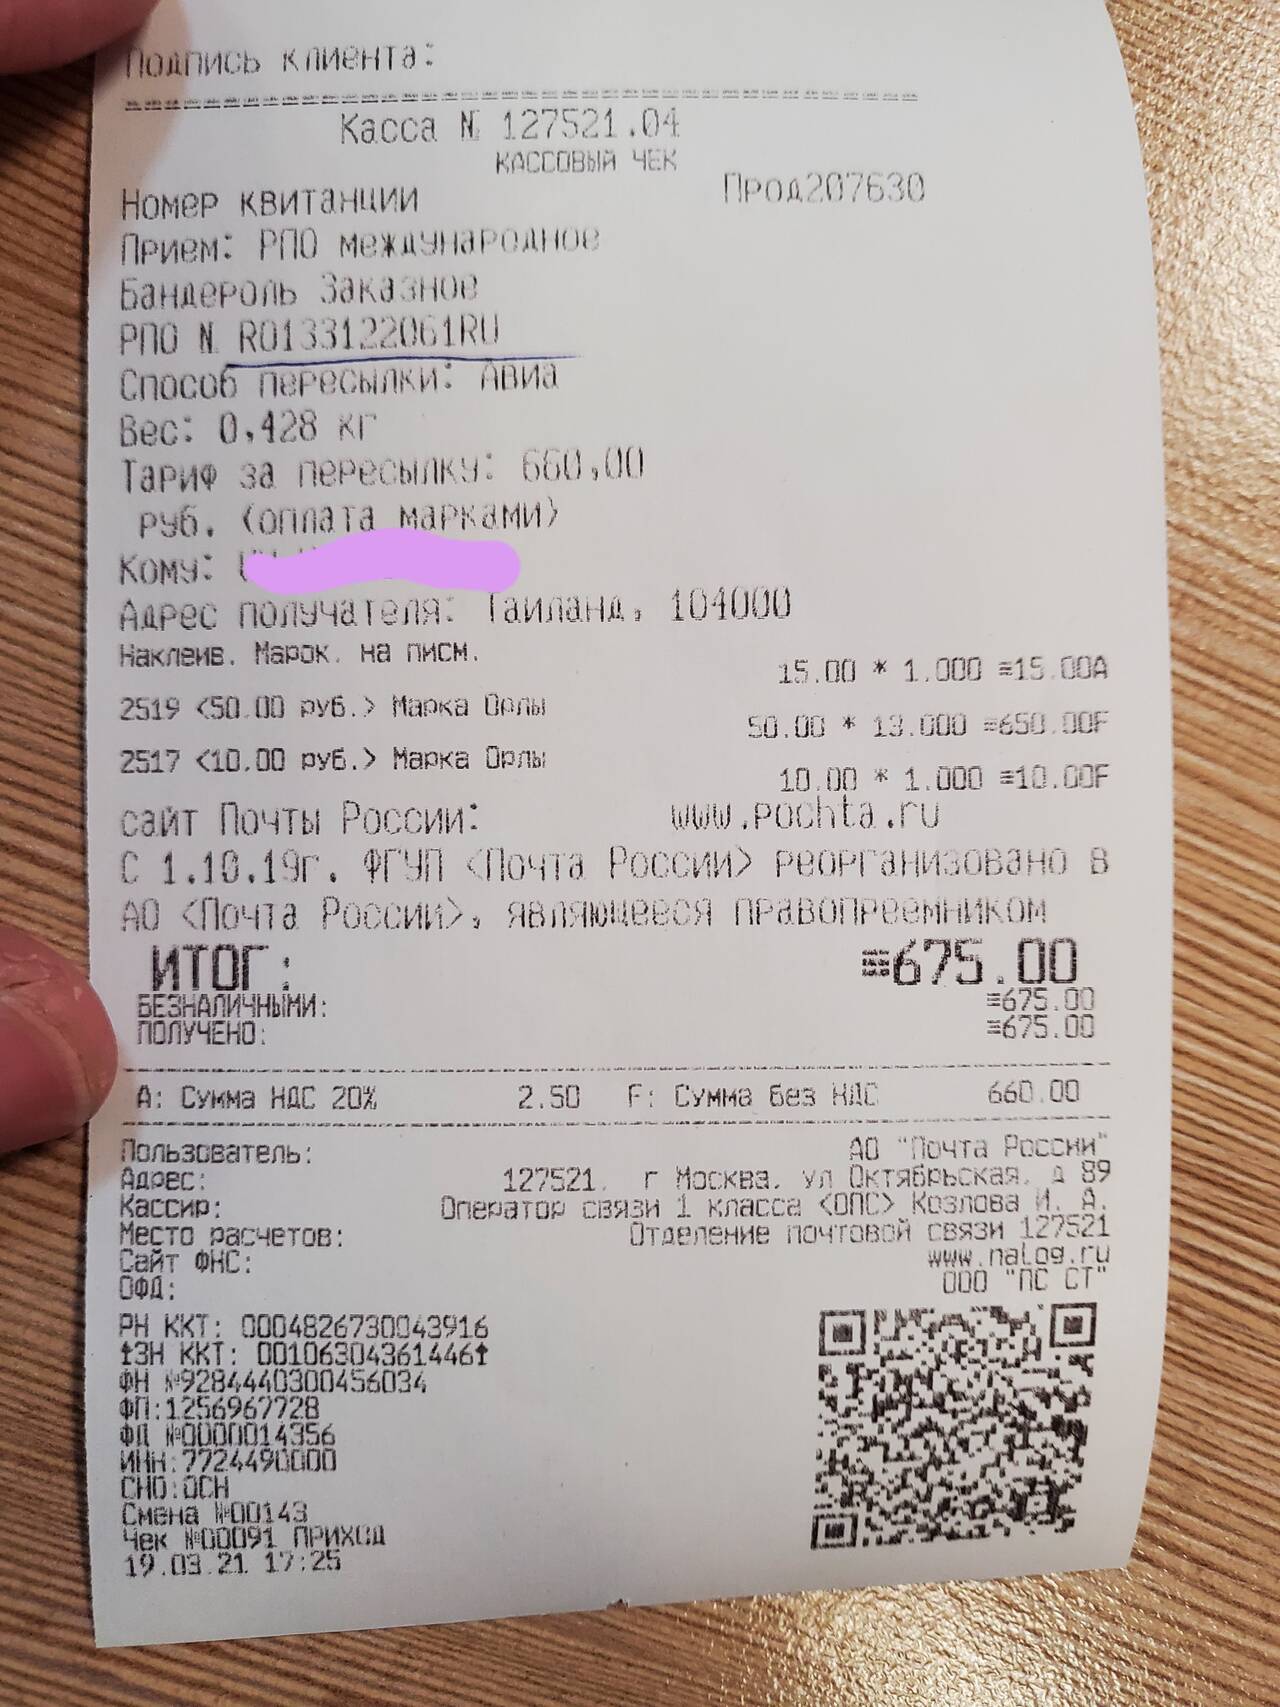 Подпись клиента:
Касса № 127521.04
КАССОВЫЙ ЧЕК
Номер квитанции Прод207630
Прием: РПО международное
Бандероль Заказное
РПО № RO133122061RU
Способ пересылки: Авиа
Вес: 0,428 кг
Тариф за пересылку: 660,00
руб. (оплата марками)
Кому:
Адрес получателя: Таиланд, 104000
Наклеив. Марок. на письм.
15.00 * 1.000 ≡15.00А
2519 <50.00 руб.> Марка Орлы
50.00 * 13.000 ≡650.00F
2517 <10.00 руб.> Марка Орлы
10.00 * 1.000 ≡10.00F
сайт Почты России: www.pochta.ru
С 1.10.19г. ФГУП <Почта России> реорганизовано в
АО <Почта России>, являющееся правопреемником
ИТОГ: ≡675.00
БЕЗНАЛИЧНЫМИ: ≡675.00
ПОЛУЧЕНО: ≡675.00
А: Сумма НДС 20% 2.50 F: Сумма без НДС 660.00
Пользователь: АО "Почта России"
Адрес: 127521, г Москва, ул Октябрьская, д 89
Кассир: Оператор связи 1 класса <ОПС> Козлова И. А.
Место расчетов: Отделение почтовой связи 127521
Сайт ФНС: www.nalog.ru
ОФД: ООО "ПС СТ"
РН ККТ: 0004826730043916
↑ЗН ККТ: 00106304361446↑
ФН №9284440300456034
ФП:1256967728
ФД №0000014356
ИНН:7724490000
СНО:ОСН
Смена №00143
Чек №00091 ПРИХОД
19.03.21 17:25